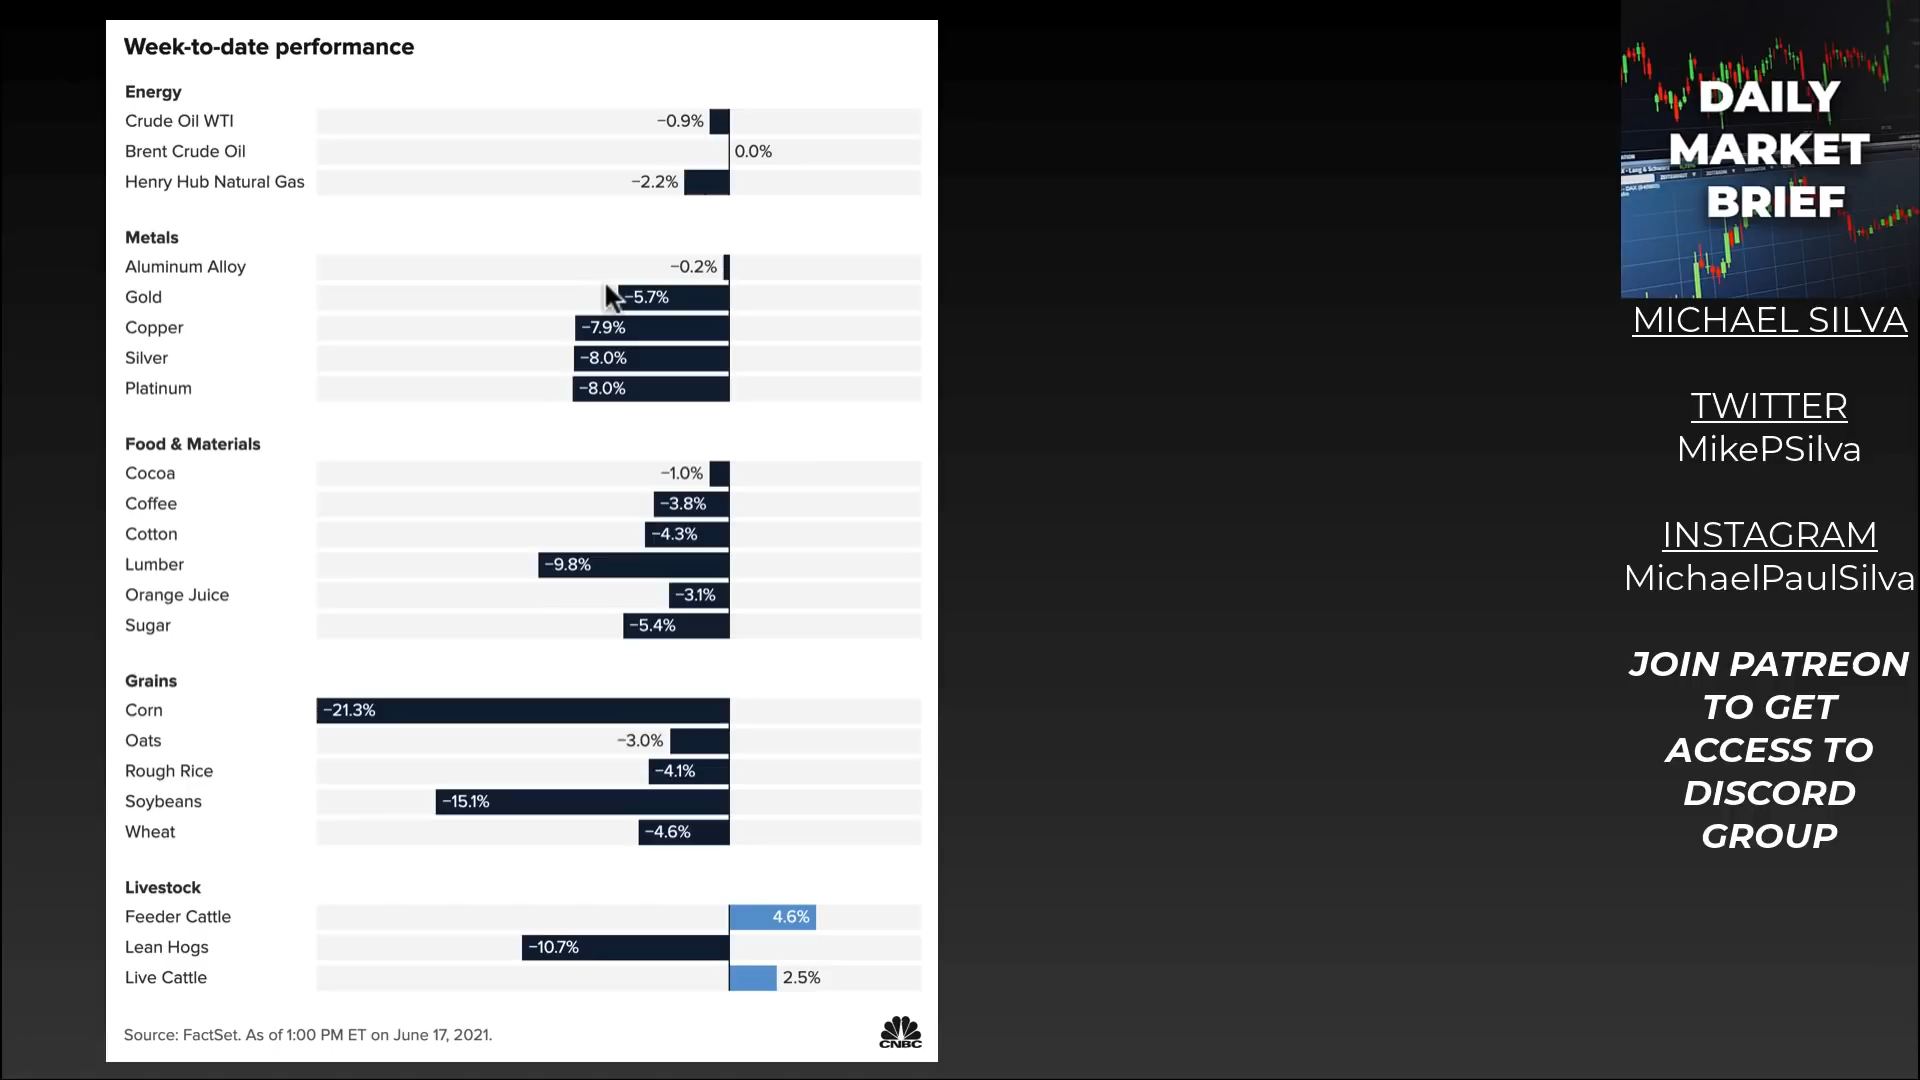 Week-to-date performance
Energy
Crude Oil WTI −0.9%
Brent Crude Oil 0.0%
Henry Hub Natural Gas −2.2%
Metals
Aluminum Alloy −0.2%
Gold −5.7%
Copper −7.9%
Silver −8.0%
Platinum −8.0%
Food & Materials
Cocoa −1.0%
Coffee −3.8%
Cotton −4.3%
Lumber −9.8%
Orange Juice −3.1%
Sugar −5.4%
Grains
Corn −21.3%
Oats −3.0%
Rough Rice −4.1%
Soybeans −15.1%
Wheat −4.6%
Livestock
Feeder Cattle 4.6%
Lean Hogs −10.7%
Live Cattle 2.5%
Source: FactSet. As of 1:00 PM ET on June 17, 2021.
CNBC
DAILY
MARKET
BRIEF
MICHAEL SILVA
TWITTER
MikePSilva
INSTAGRAM
MichaelPaulSilva
JOIN PATREON
TO GET
ACCESS TO
DISCORD
GROUP